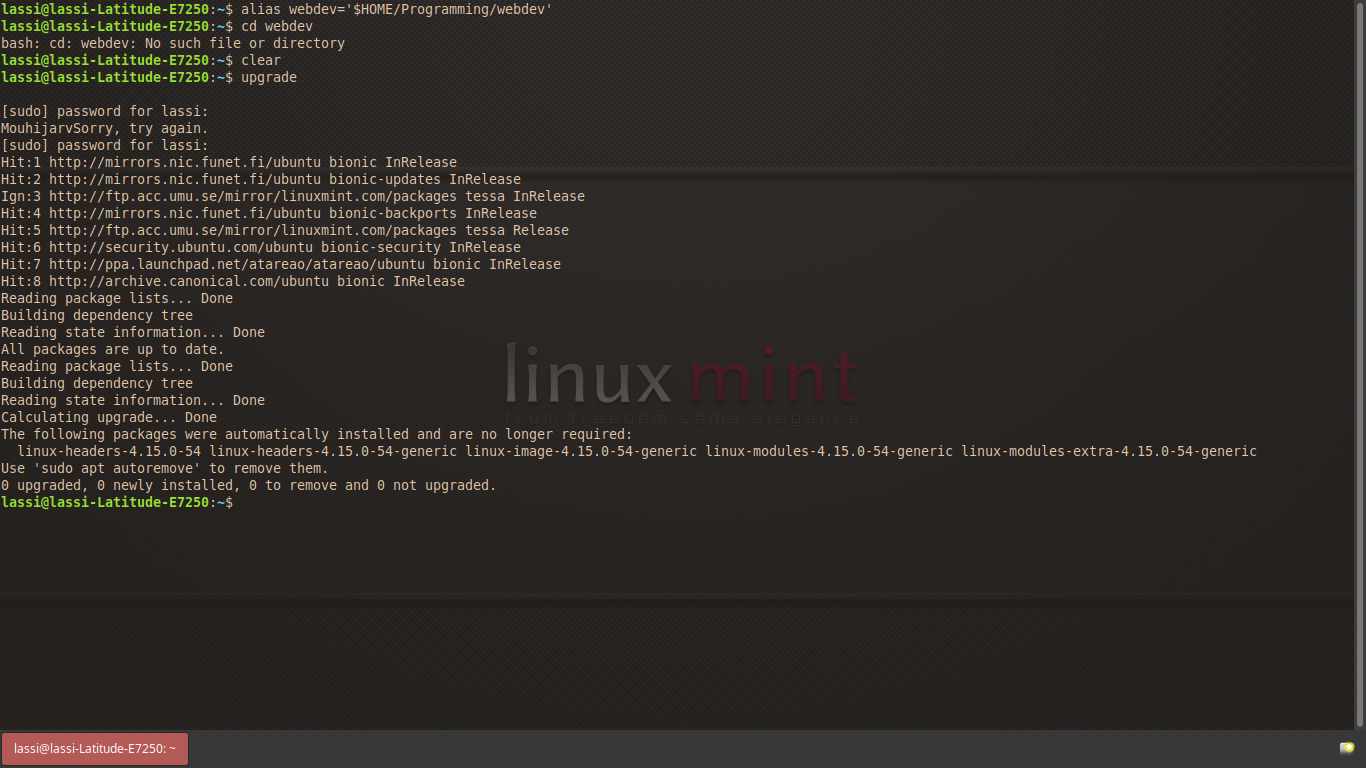 lassi@lassi-Latitude-E7250:~$ alias webdev='$HOME/Programming/webdev'
lassi@lassi-Latitude-E7250:~$ cd webdev
bash: cd: webdev: No such file or directory
lassi@lassi-Latitude-E7250:~$ clear
lassi@lassi-Latitude-E7250:~$ upgrade
[sudo] password for lassi:
MouhijarvSorry, try again.
[sudo] password for lassi:
Hit:1 http://mirrors.nic.funet.fi/ubuntu bionic InRelease
Hit:2 http://mirrors.nic.funet.fi/ubuntu bionic-updates InRelease
Ign:3 http://ftp.acc.umu.se/mirror/linuxmint.com/packages tessa InRelease
Hit:4 http://mirrors.nic.funet.fi/ubuntu bionic-backports InRelease
Hit:5 http://ftp.acc.umu.se/mirror/linuxmint.com/packages tessa Release
Hit:6 http://security.ubuntu.com/ubuntu bionic-security InRelease
Hit:7 http://ppa.launchpad.net/atareao/atareao/ubuntu bionic InRelease
Hit:8 http://archive.canonical.com/ubuntu bionic InRelease
Reading package lists... Done
Building dependency tree
Reading state information... Done
All packages are up to date.
Reading package lists... Done
Building dependency tree
Reading state information... Done
Calculating upgrade... Done
The following packages were automatically installed and are no longer required:
  linux-headers-4.15.0-54 linux-headers-4.15.0-54-generic linux-image-4.15.0-54-generic linux-modules-4.15.0-54-generic linux-modules-extra-4.15.0-54-generic
Use 'sudo apt autoremove' to remove them.
0 upgraded, 0 newly installed, 0 to remove and 0 not upgraded.
lassi@lassi-Latitude-E7250:~$
linux mint
from freedom came elegance
lassi@lassi-Latitude-E7250: ~